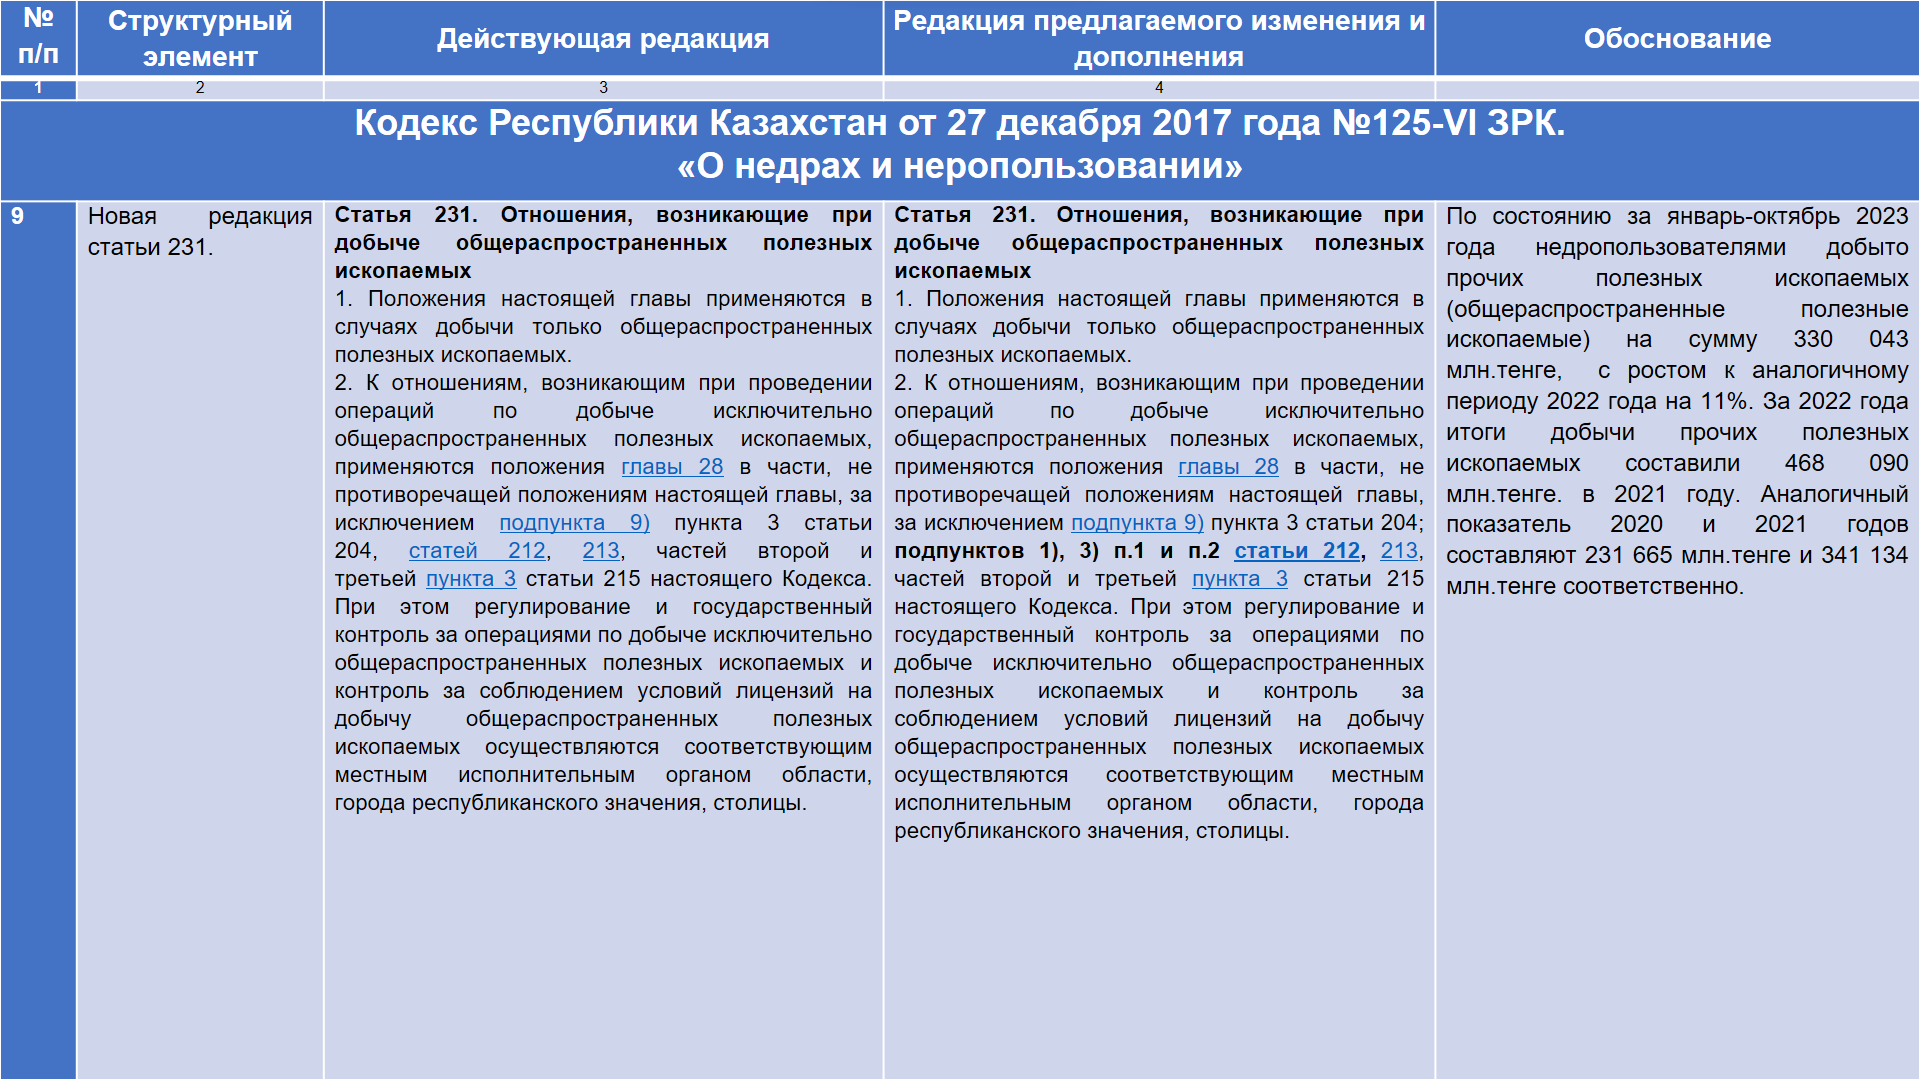 №
п/п
Структурный
элемент
Действующая редакция
Редакция предлагаемого изменения и
дополнения
Обоснование
1
2
3
4
Кодекс Республики Казахстан от 27 декабря 2017 года №125-VI ЗРК.
«О недрах и неропользовании»
9
Новая редакция
статьи 231.
Статья 231. Отношения, возникающие при
добыче общераспространенных полезных
ископаемых
1. Положения настоящей главы применяются в
случаях добычи только общераспространенных
полезных ископаемых.
2. К отношениям, возникающим при проведении
операций по добыче исключительно
общераспространенных полезных ископаемых,
применяются положения главы 28 в части, не
противоречащей положениям настоящей главы, за
исключением подпункта 9) пункта 3 статьи
204, статей 212, 213, частей второй и
третьей пункта 3 статьи 215 настоящего Кодекса.
При этом регулирование и государственный
контроль за операциями по добыче исключительно
общераспространенных полезных ископаемых и
контроль за соблюдением условий лицензий на
добычу общераспространенных полезных
ископаемых осуществляются соответствующим
местным исполнительным органом области,
города республиканского значения, столицы.
Статья 231. Отношения, возникающие при
добыче общераспространенных полезных
ископаемых
1. Положения настоящей главы применяются в
случаях добычи только общераспространенных
полезных ископаемых.
2. К отношениям, возникающим при проведении
операций по добыче исключительно
общераспространенных полезных ископаемых,
применяются положения главы 28 в части, не
противоречащей положениям настоящей главы,
за исключением подпункта 9) пункта 3 статьи 204;
подпунктов 1), 3) п.1 и п.2 статьи 212, 213,
частей второй и третьей пункта 3 статьи 215
настоящего Кодекса. При этом регулирование и
государственный контроль за операциями по
добыче исключительно общераспространенных
полезных ископаемых и контроль за
соблюдением условий лицензий на добычу
общераспространенных полезных ископаемых
осуществляются соответствующим местным
исполнительным органом области, города
республиканского значения, столицы.
По состоянию за январь-октябрь 2023
года недропользователями добыто
прочих полезных ископаемых
(общераспространенные полезные
ископаемые) на сумму 330 043
млн.тенге, с ростом к аналогичному
периоду 2022 года на 11%. За 2022 года
итоги добычи прочих полезных
ископаемых составили 468 090
млн.тенге. в 2021 году. Аналогичный
показатель 2020 и 2021 годов
составляют 231 665 млн.тенге и 341 134
млн.тенге соответственно.